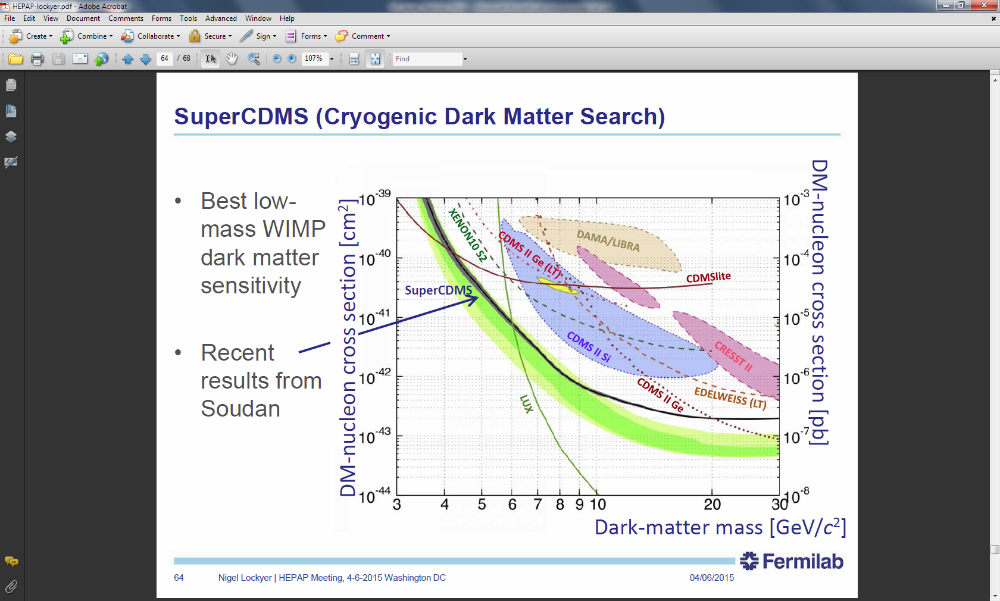 HEPAP-lockyer.pdf - Adobe Acrobat
File Edit View Document Comments Forms Tools Advanced Window Help
Create Combine Collaborate Secure Sign Forms Comment
64 / 68 107% Find
SuperCDMS (Cryogenic Dark Matter Search)
• Best low-
mass WIMP
dark matter
sensitivity
• Recent
results from
Soudan
DM-nucleon cross section [cm²]
10⁻³⁹
10⁻⁴⁰
10⁻⁴¹
10⁻⁴²
10⁻⁴³
10⁻⁴⁴
XENON10 S2
CDMS II Ge (LT)
DAMA/LIBRA
CDMSlite
SuperCDMS
CDMS II Si
CRESST II
CDMS II Ge
EDELWEISS (LT)
LUX
10⁻³
10⁻⁴
10⁻⁵
10⁻⁶
10⁻⁷
10⁻⁸
DM-nucleon cross section [pb]
3 4 5 6 7 8 9 10 20 30
Dark-matter mass [GeV/c²]
Fermilab
64 Nigel Lockyer | HEPAP Meeting, 4-6-2015 Washington DC 04/06/2015